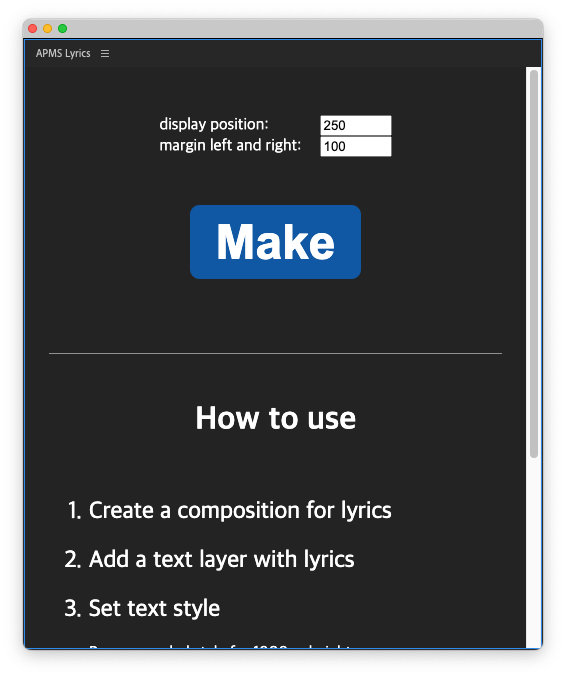 APMS Lyrics
display position: 250
margin left and right: 100
Make
How to use
1. Create a composition for lyrics
2. Add a text layer with lyrics
3. Set text style